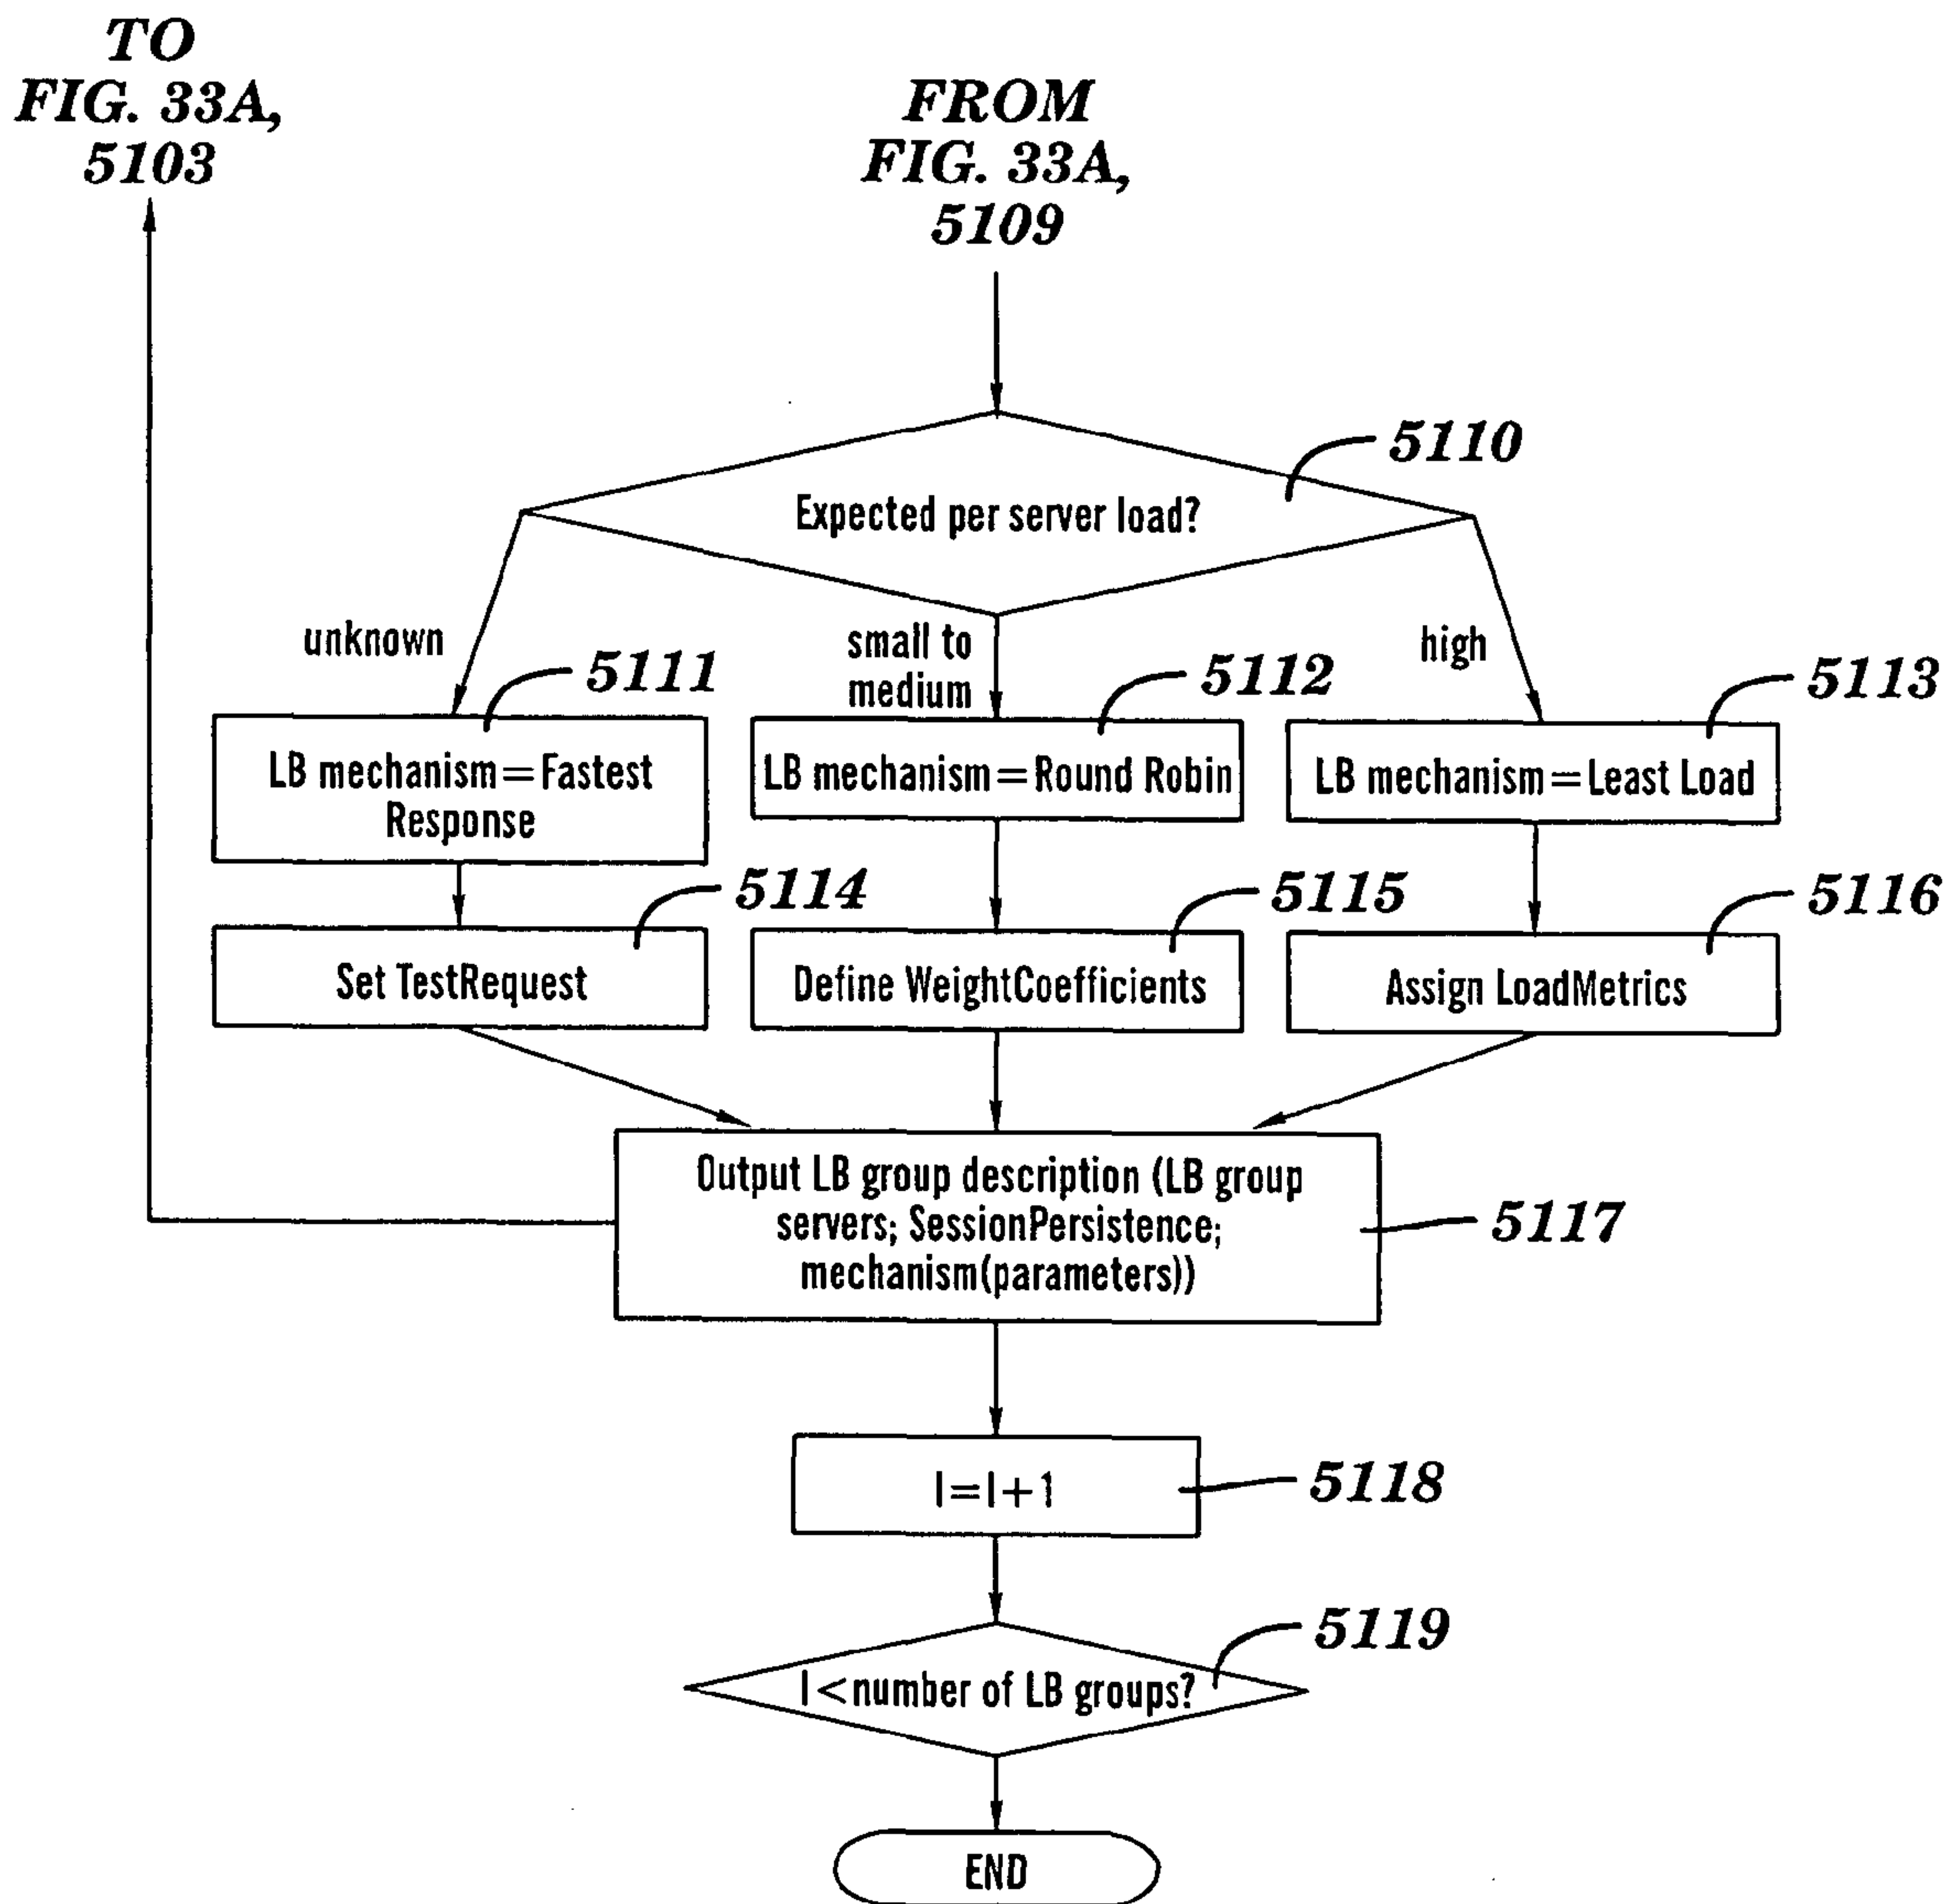 TO
FIG. 33A,
5103
FROM
FIG. 33A,
5109
5110
Expected per server load?
unknown
small to
medium
high
5111
5112
5113
LB mechanism=Fastest
Response
LB mechanism=Round Robin
LB mechanism=Least Load
5114
5115
5116
Set TestRequest
Define WeightCoefficients
Assign LoadMetrics
Output LB group description (LB group
servers; SessionPersistence;
mechanism(parameters))
5117
I=I+1
5118
5119
I<number of LB groups?
END